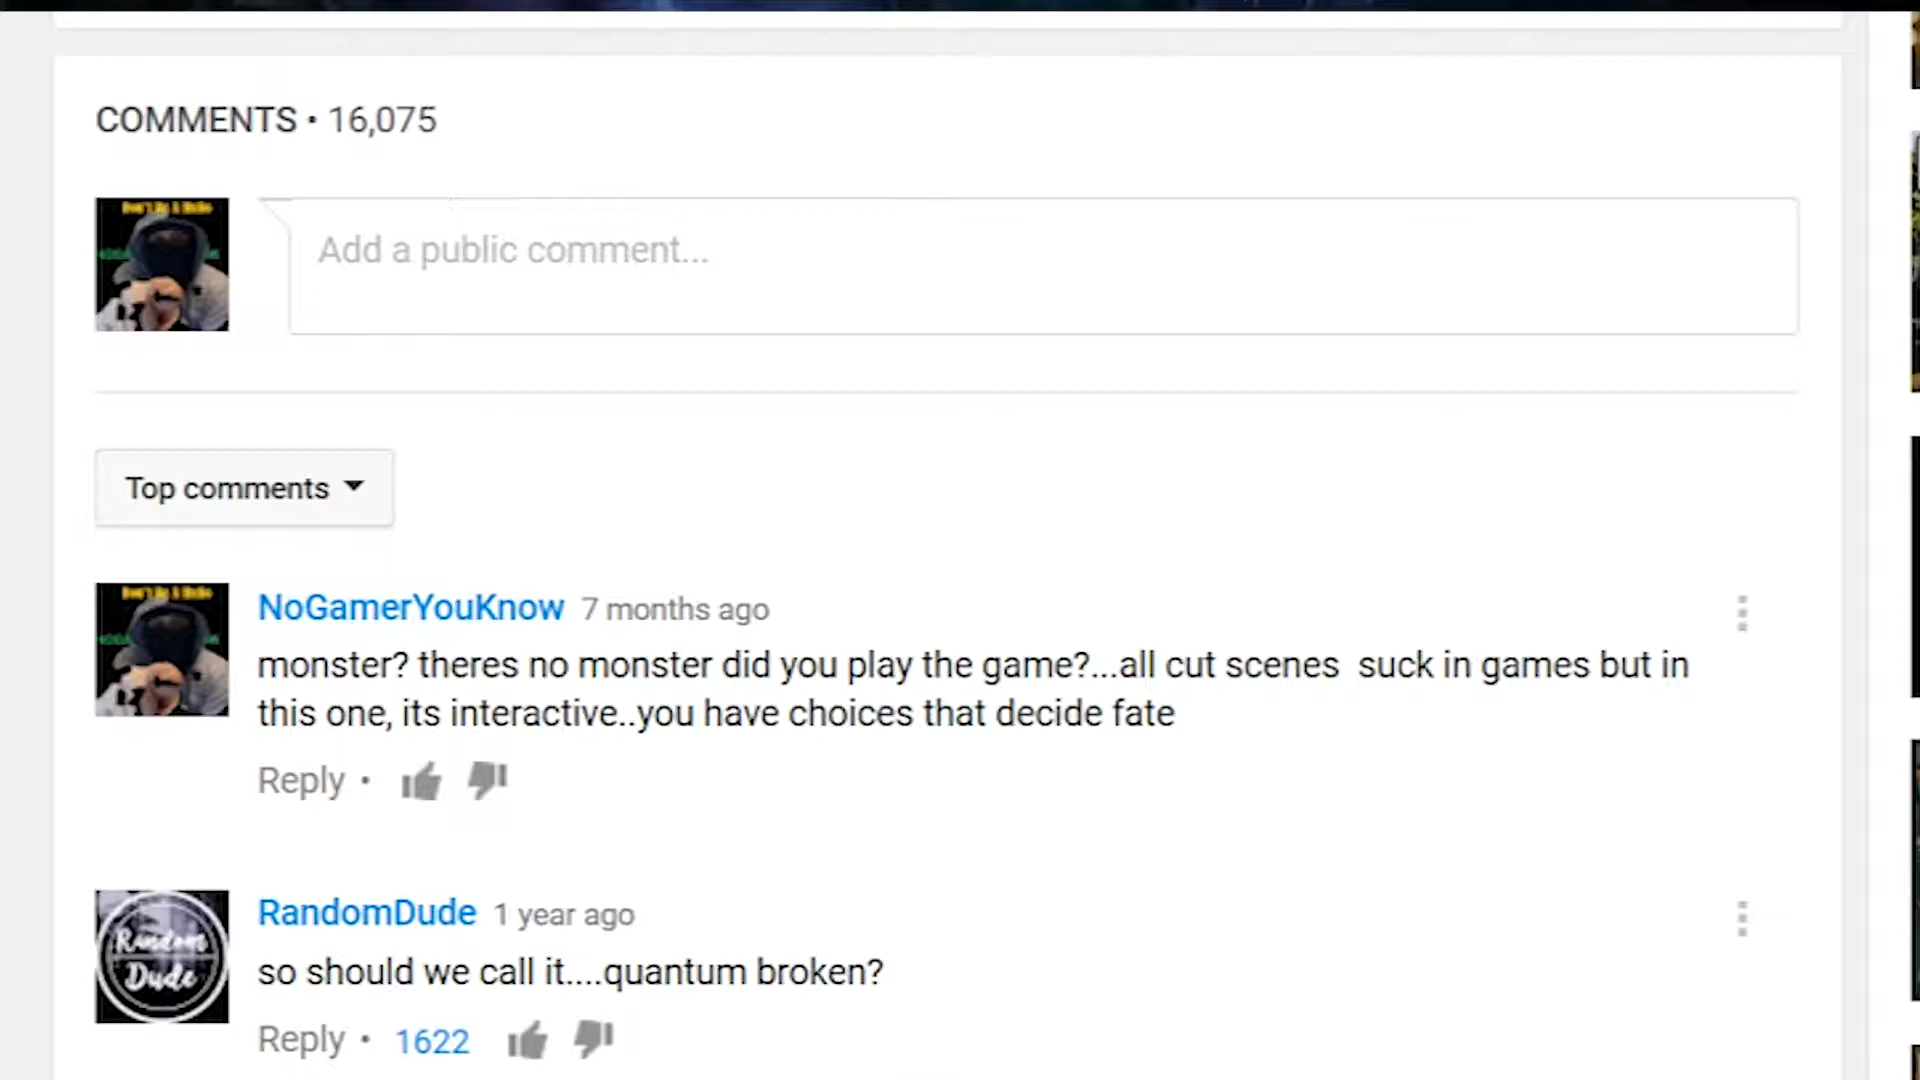 COMMENTS • 16,075
Add a public comment...
Top comments
NoGamerYouKnow 7 months ago
monster? theres no monster did you play the game?...all cut scenes  suck in games but in
this one, its interactive..you have choices that decide fate
Reply •
Random
Dude
RandomDude 1 year ago
so should we call it....quantum broken?
Reply • 1622